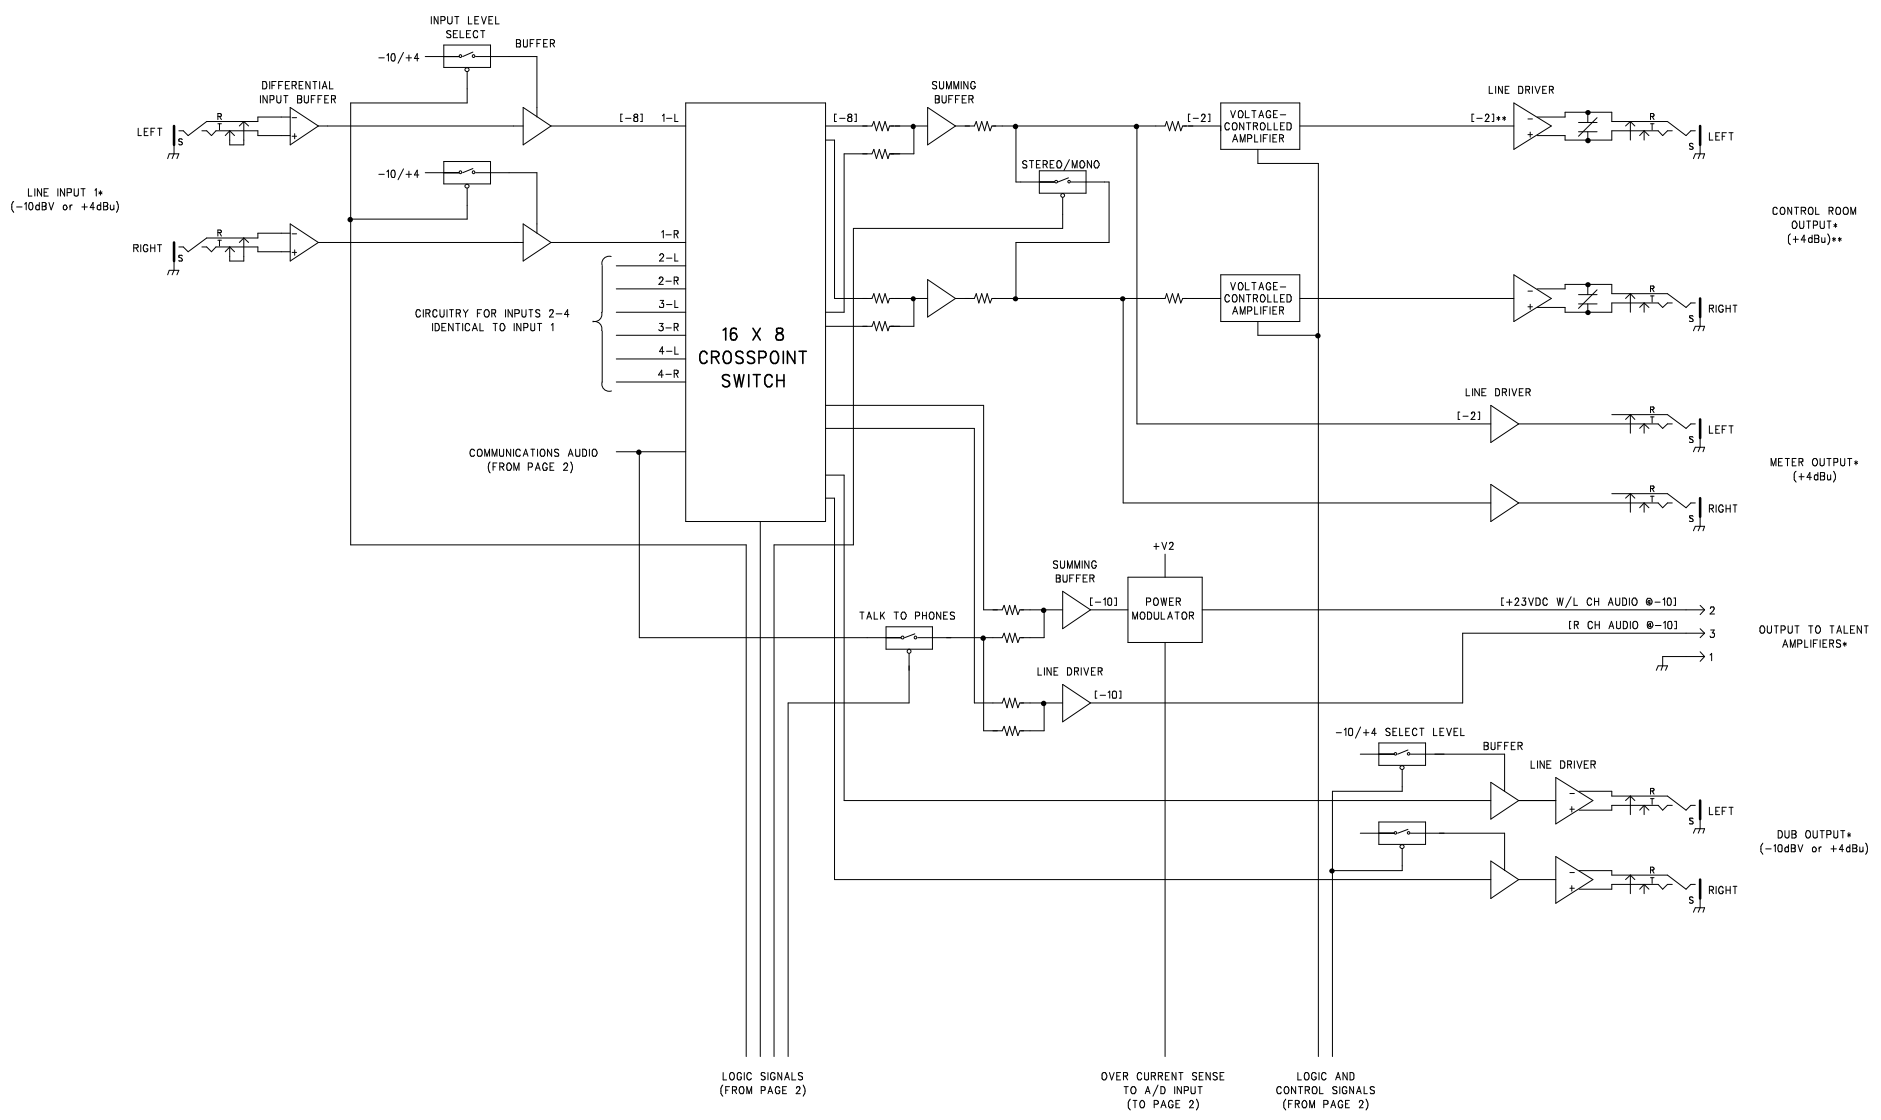 INPUT LEVEL
SELECT
-10/+4
BUFFER
DIFFERENTIAL
INPUT BUFFER
LEFT
R
T
S
-
+
[-8]
1-L
-10/+4
LINE INPUT 1*
(-10dBV or +4dBu)
RIGHT
R
T
S
-
+
1-R
2-L
2-R
3-L
3-R
4-L
4-R
CIRCUITRY FOR INPUTS 2-4
IDENTICAL TO INPUT 1
16 X 8
CROSSPOINT
SWITCH
COMMUNICATIONS AUDIO
(FROM PAGE 2)
[-8]
SUMMING
BUFFER
STEREO/MONO
[-2]
VOLTAGE-
CONTROLLED
AMPLIFIER
[-2]**
LINE DRIVER
-
+
R
T
S
LEFT
CONTROL ROOM
OUTPUT*
(+4dBu)**
VOLTAGE-
CONTROLLED
AMPLIFIER
-
+
R
T
S
RIGHT
LINE DRIVER
[-2]
R
T
S
LEFT
METER OUTPUT*
(+4dBu)
R
T
S
RIGHT
+V2
SUMMING
BUFFER
[-10]
POWER
MODULATOR
[+23VDC W/L CH AUDIO @-10]
2
[R CH AUDIO @-10]
3
1
OUTPUT TO TALENT
AMPLIFIERS*
TALK TO PHONES
LINE DRIVER
[-10]
-10/+4 SELECT LEVEL
BUFFER
LINE DRIVER
-
+
R
T
S
LEFT
DUB OUTPUT*
(-10dBV or +4dBu)
-
+
R
T
S
RIGHT
LOGIC SIGNALS
(FROM PAGE 2)
OVER CURRENT SENSE
TO A/D INPUT
(TO PAGE 2)
LOGIC AND
CONTROL SIGNALS
(FROM PAGE 2)